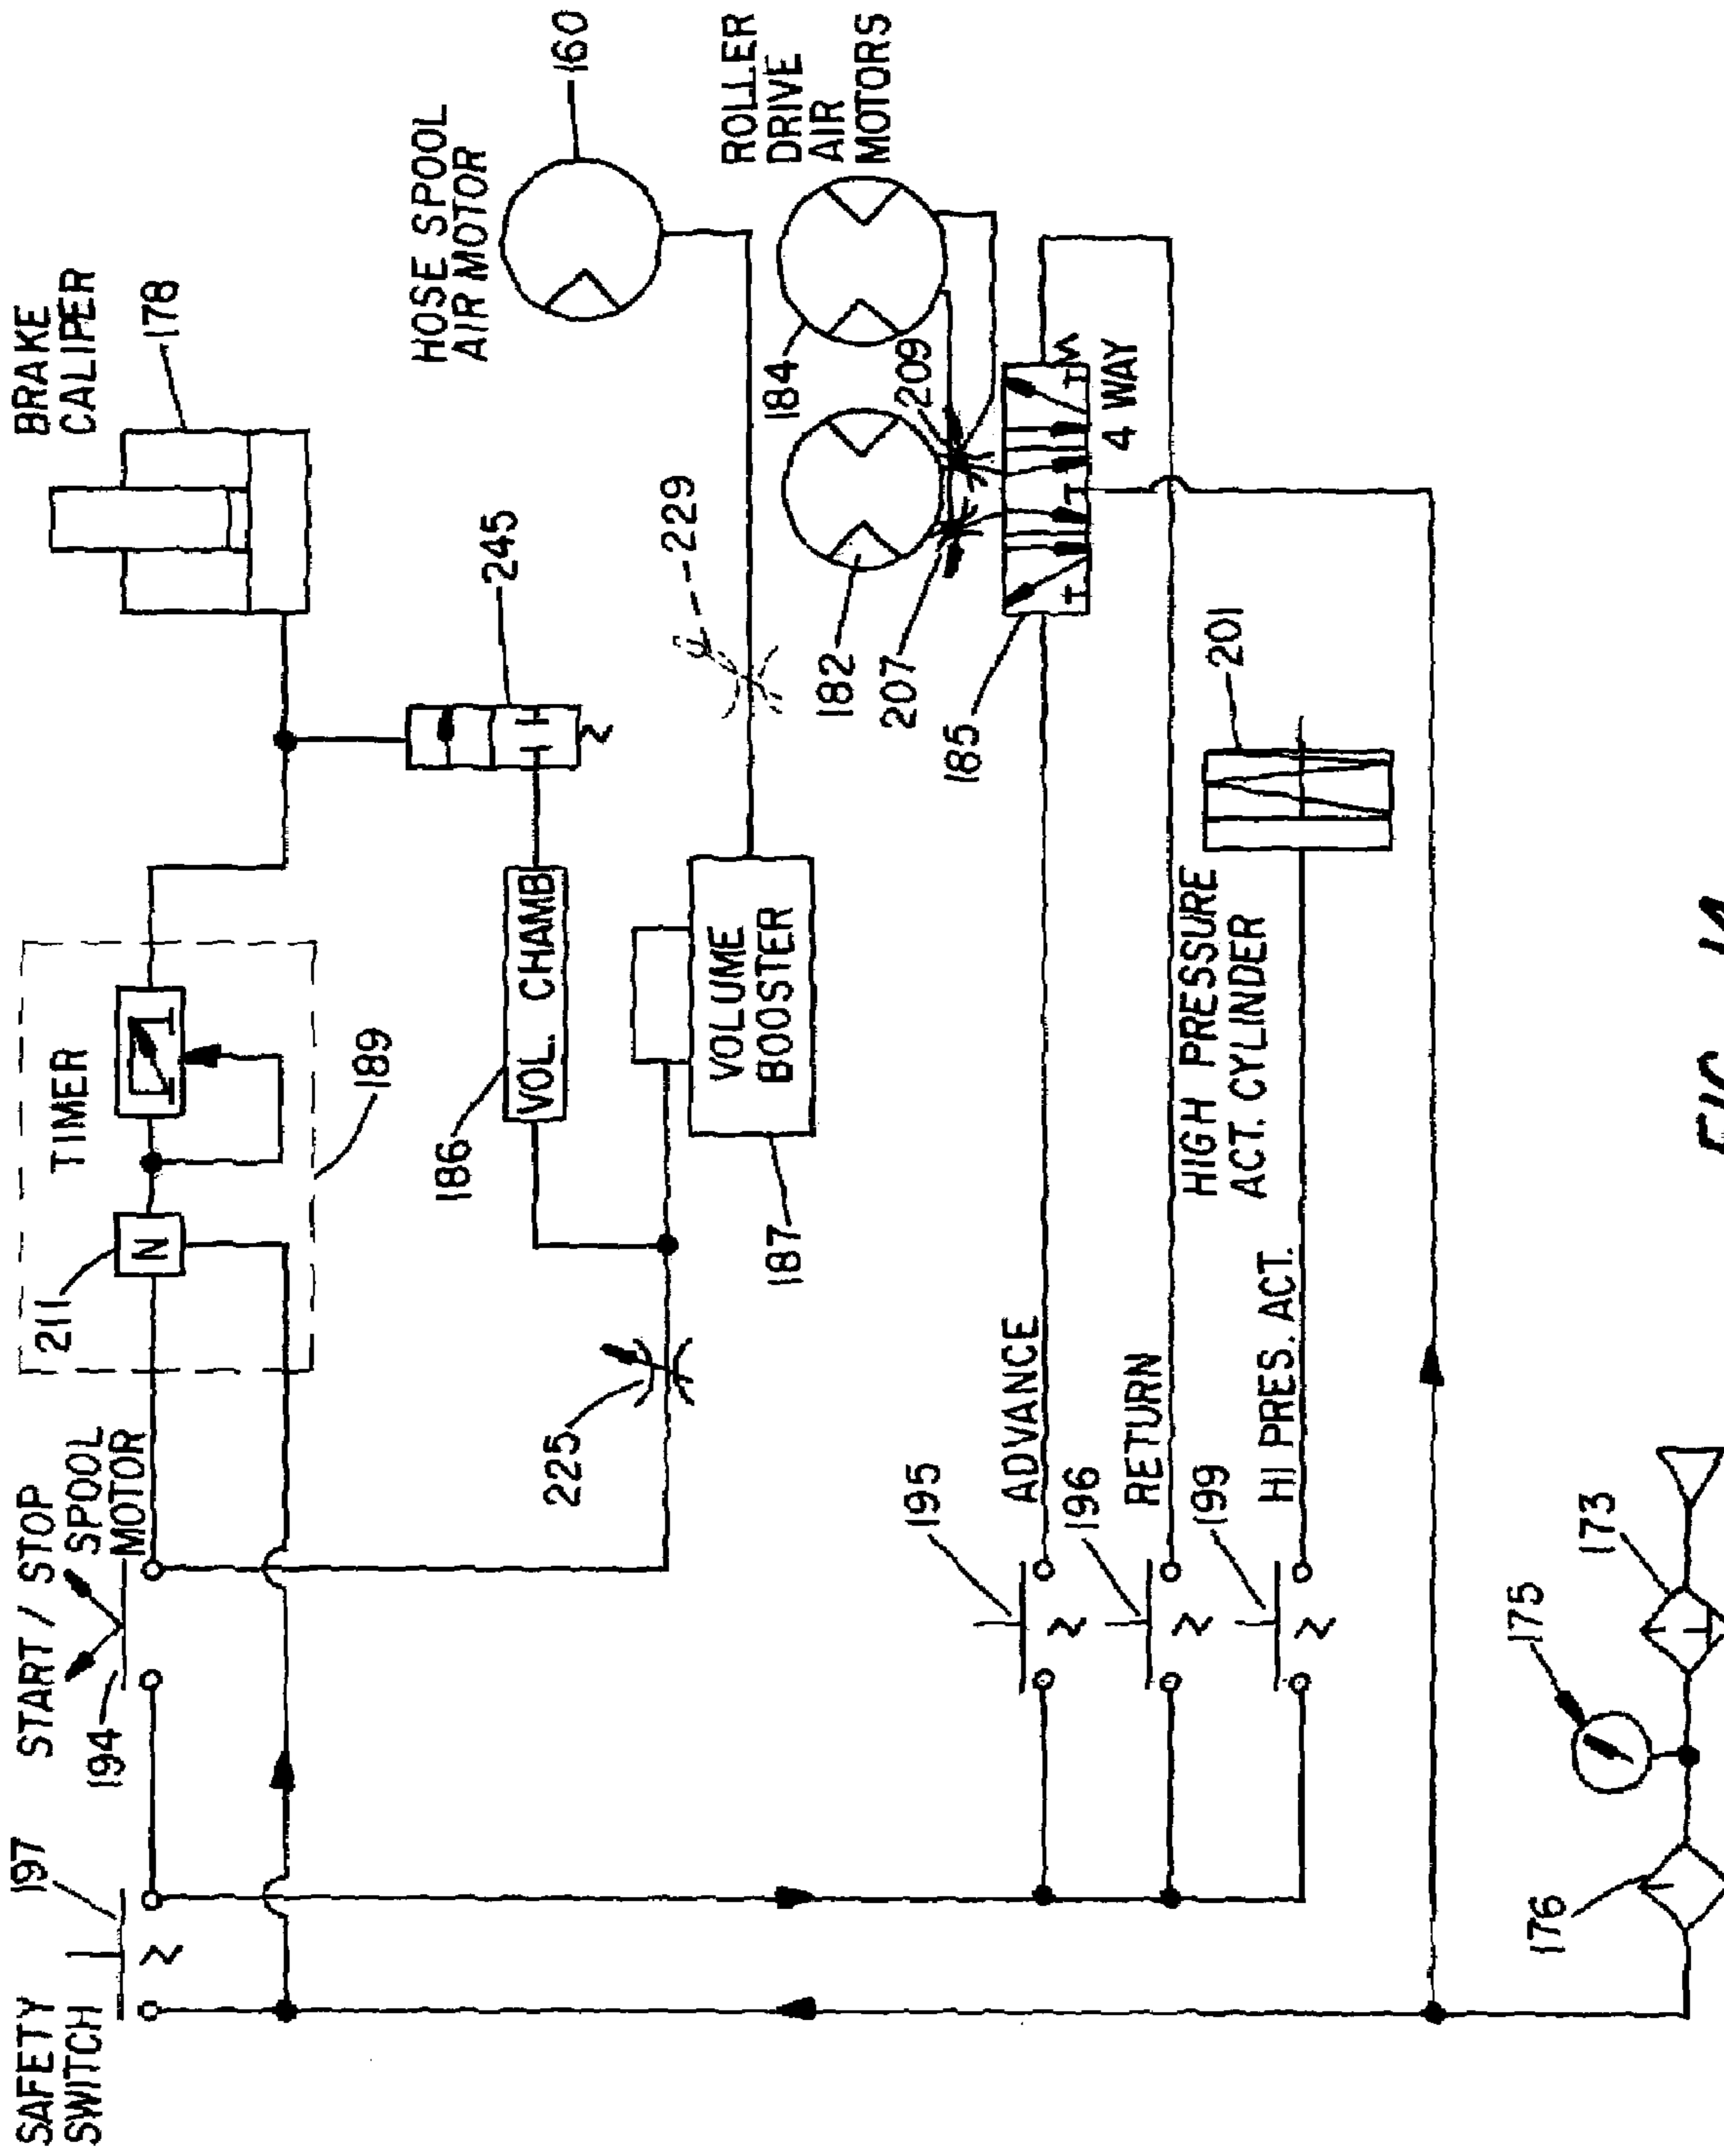 SAFETY
SWITCH
197
START / STOP
SPOOL
MOTOR
194
211
TIMER
189
BRAKE
CALIPER
178
245
VOL. CHAMB
186
225
VOLUME
BOOSTER
187
229
HOSE SPOOL
AIR MOTOR
160
ROLLER
DRIVE
AIR
MOTORS
184
182
209
207
185
4 WAY
195
ADVANCE
196
RETURN
199
HI PRES. ACT.
HIGH PRESSURE
ACT. CYLINDER
201
176
175
173
N